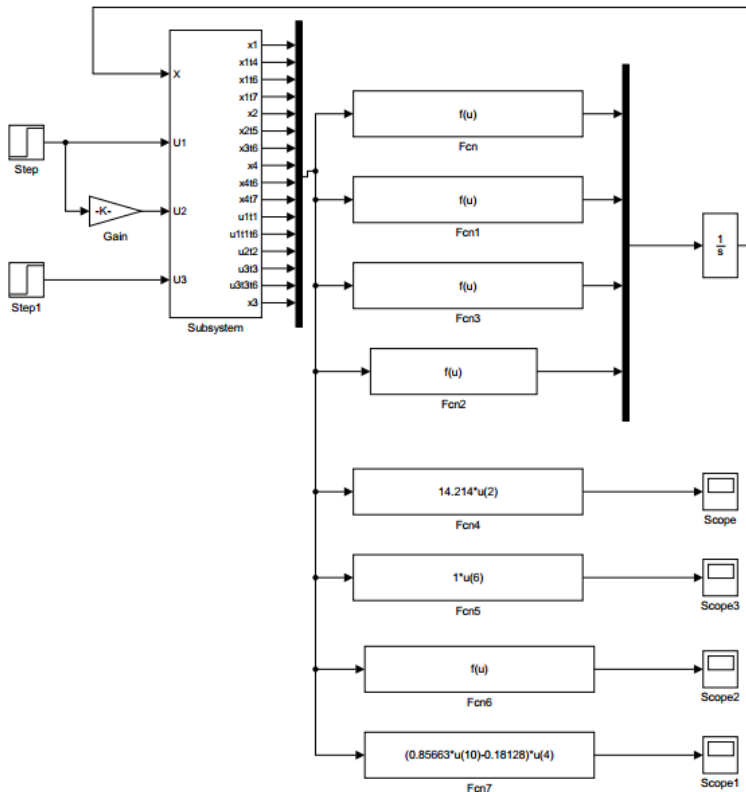 x1
x1t4
x1t6
x1t7
x2
x2t5
x3t6
x4
x4t6
x4t7
u1t1
u1t1t6
u2t2
u3t3
u3t3t6
x3
X
U1
U2
U3
Subsystem
Step
-K-
Gain
Step1
f(u)
Fcn
f(u)
Fcn1
f(u)
Fcn3
f(u)
Fcn2
1
s
14.214*u(2)
Fcn4
Scope
1*u(6)
Fcn5
Scope3
f(u)
Fcn6
Scope2
(0.85663*u(10)-0.18128)*u(4)
Fcn7
Scope1